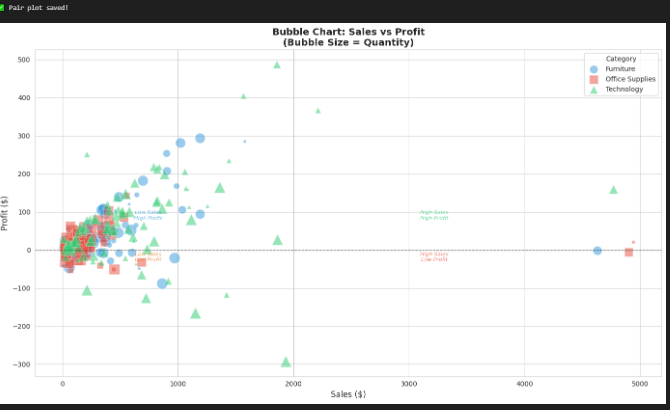 Pair plot saved!
Bubble Chart: Sales vs Profit
(Bubble Size = Quantity)
Category
Furniture
Office Supplies
Technology
Profit ($)
500
400
300
200
100
0
−100
−200
−300
Low Sales
High Profit
High Sales
High Profit
Low Profit
High Sales
Low Profit
0
1000
2000
3000
4000
5000
Sales ($)